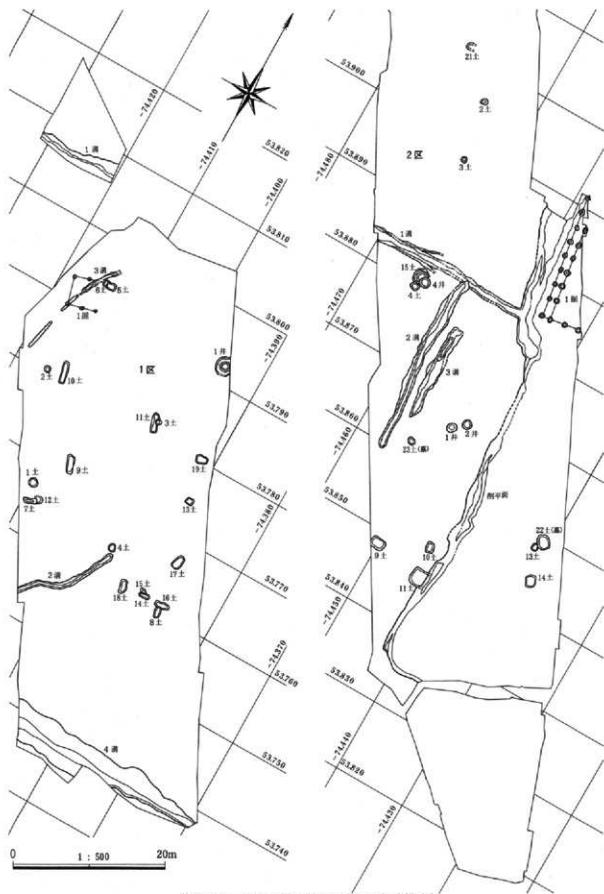 1溝
-74,420
-74,410
53,820
-74,400
53,810
3溝
6土
5土
1掘
53,800
-74,390
2土
10土
1区
1井
53,790
11土
3土
1土
9土
19土
7土
12土
13土
53,780
-74,380
4土
2溝
17土
53,770
18土
15土
14土
16土
8土
-74,370
53,760
4溝
53,750
53,740
0
1 : 500
20m
21土
53,900
2土
2区
3土
53,890
-74,480
1溝
53,880
15土
4井
4土
1掘
-74,470
53,870
2溝
3溝
53,860
-74,460
1井
2井
23土(墓)
53,850
削平面
9土
10土
22土(墓)
13土
11土
14土
53,840
-74,450
53,830
-74,440
53,820
-74,430